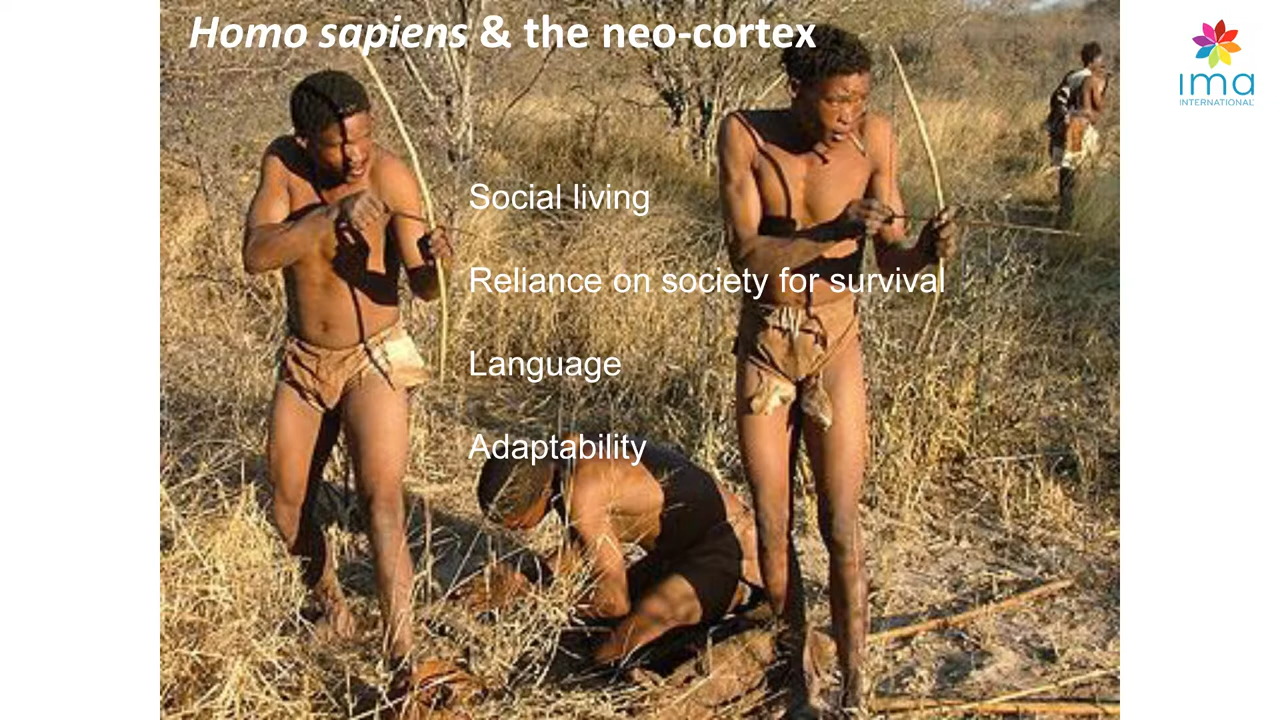 Homo sapiens & the neo-cortex
ima
INTERNATIONAL
Social living
Reliance on society for survival
Language
Adaptability